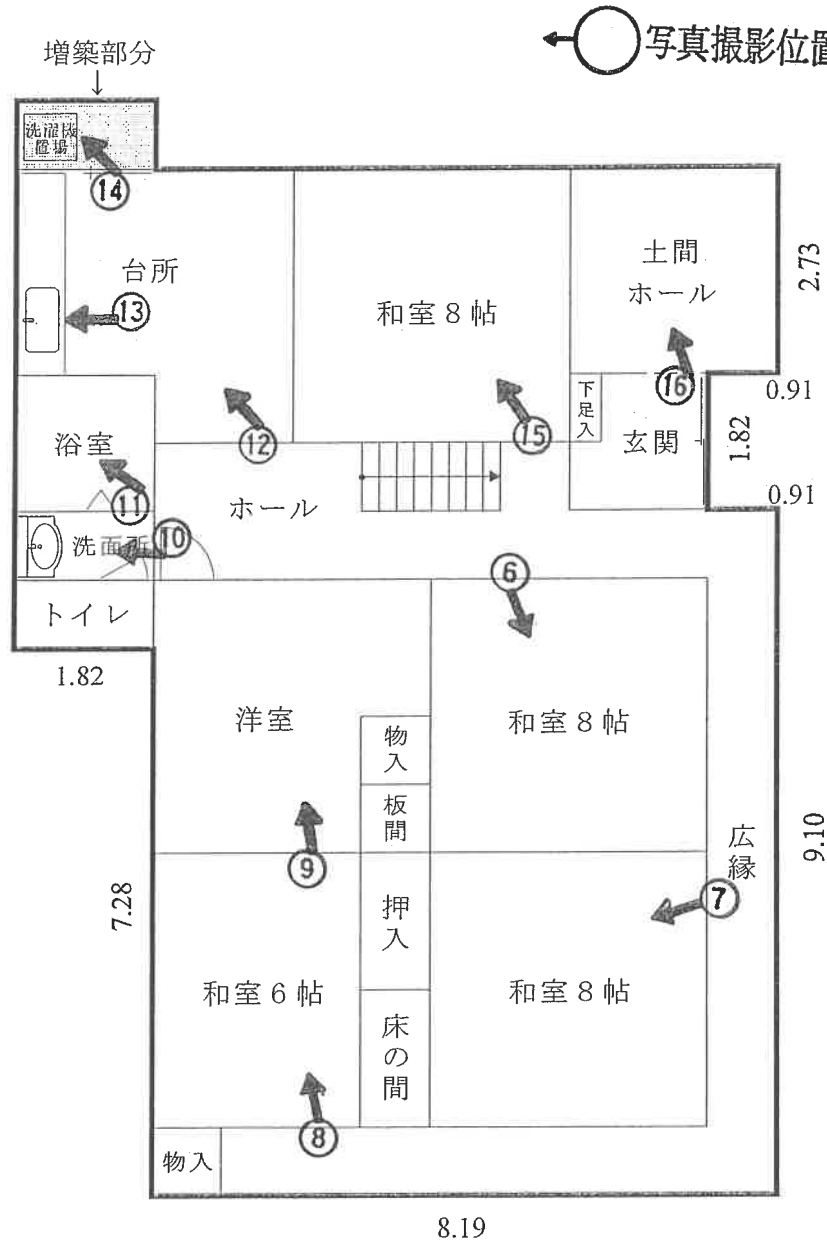 写真撮影位置
増築部分
洗濯機
置場
14
台所
13
和室8帖
土間
ホール
2.73
16
下足入
0.91
浴室
12
15
玄関
1.82
11
ホール
0.91
洗面所
10
6
トイレ
1.82
洋室
物入
和室8帖
板間
広縁
9.10
9
7
7.28
押入
和室6帖
和室8帖
床の間
8
物入
8.19